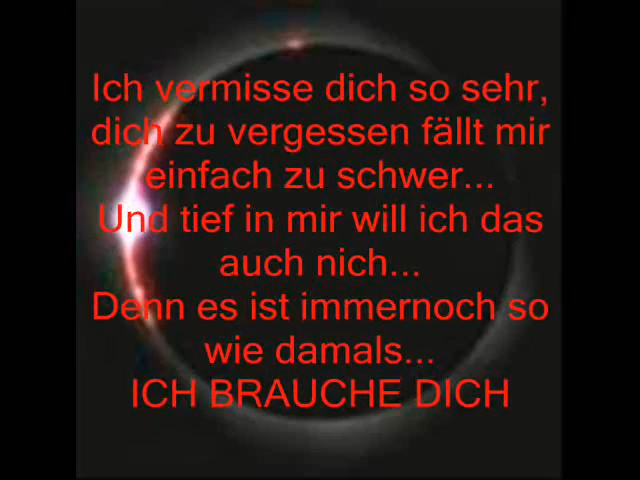 Ich vermisse dich so sehr,
dich zu vergessen fällt mir
einfach zu schwer...
Und tief in mir will ich das
auch nich...
Denn es ist immernoch so
wie damals...
ICH BRAUCHE DICH